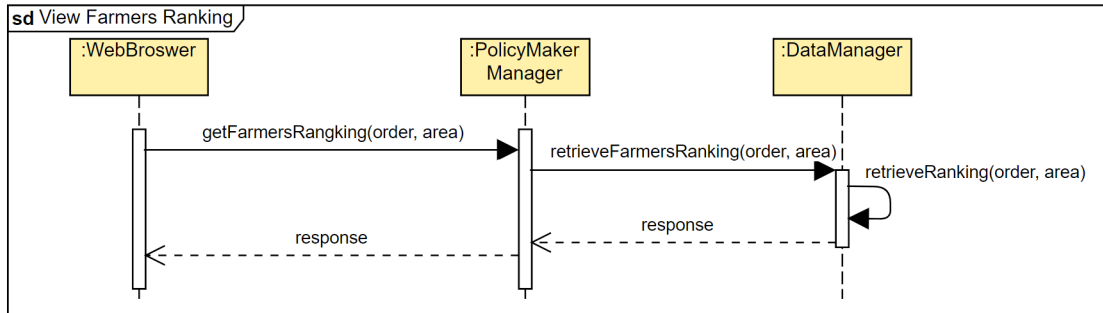 sd View Farmers Ranking
:WebBroswer
:PolicyMaker
Manager
:DataManager
getFarmersRangking(order, area)
retrieveFarmersRanking(order, area)
retrieveRanking(order, area)
response
response